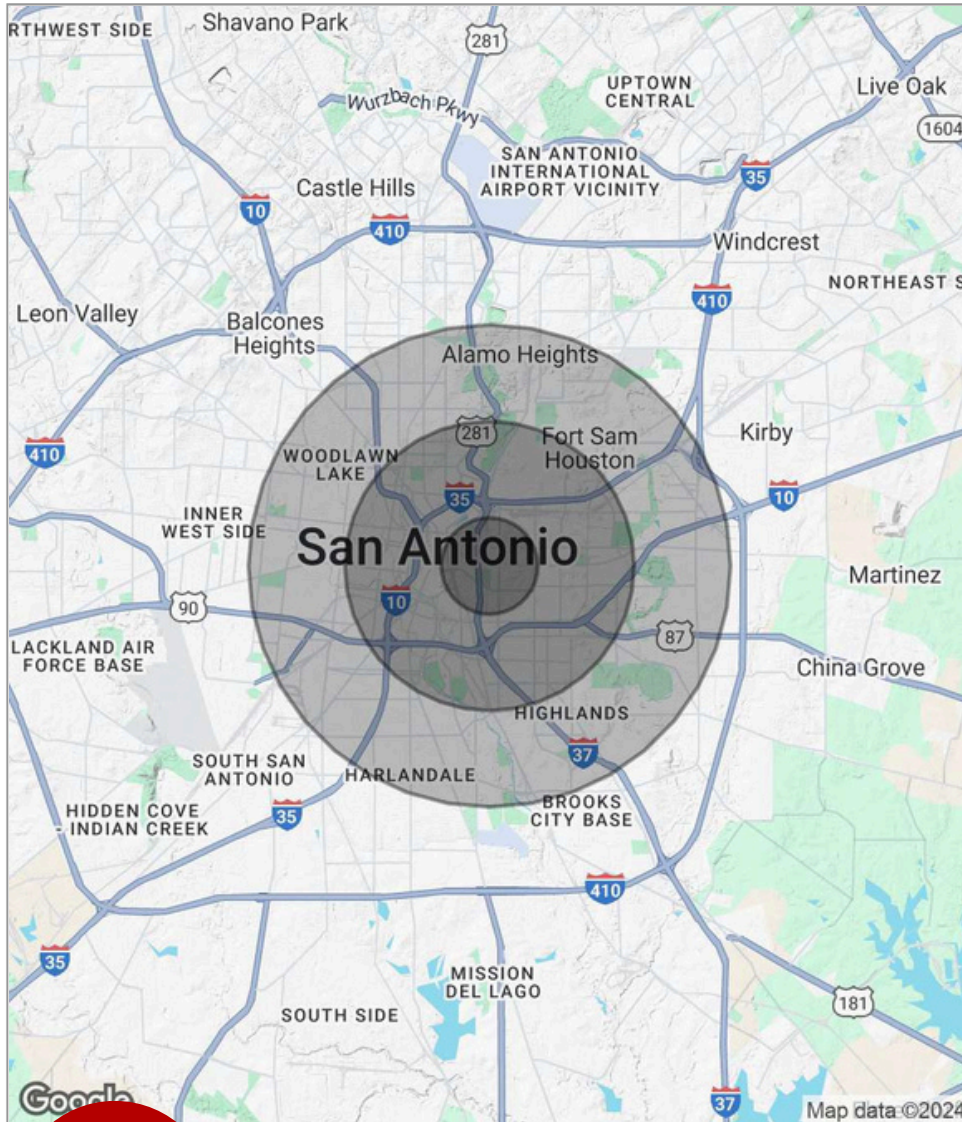 RTHWEST SIDE
Shavano Park
281
UPTOWN
CENTRAL
Live Oak
Wurzbach Pkwy
1604
SAN ANTONIO
INTERNATIONAL
AIRPORT VICINITY
35
Castle Hills
10
410
Windcrest
NORTHEAST S
410
Leon Valley
Balcones
Heights
Alamo Heights
281
Fort Sam
Houston
Kirby
410
WOODLAWN
LAKE
35
10
INNER
WEST SIDE
San Antonio
Martinez
10
90
87
LACKLAND AIR
FORCE BASE
China Grove
HIGHLANDS
37
SOUTH SAN
ANTONIO
HARLANDALE
BROOKS
CITY BASE
HIDDEN COVE
- INDIAN CREEK
35
410
35
MISSION
DEL LAGO
181
SOUTH SIDE
Google
37
Map data ©2024